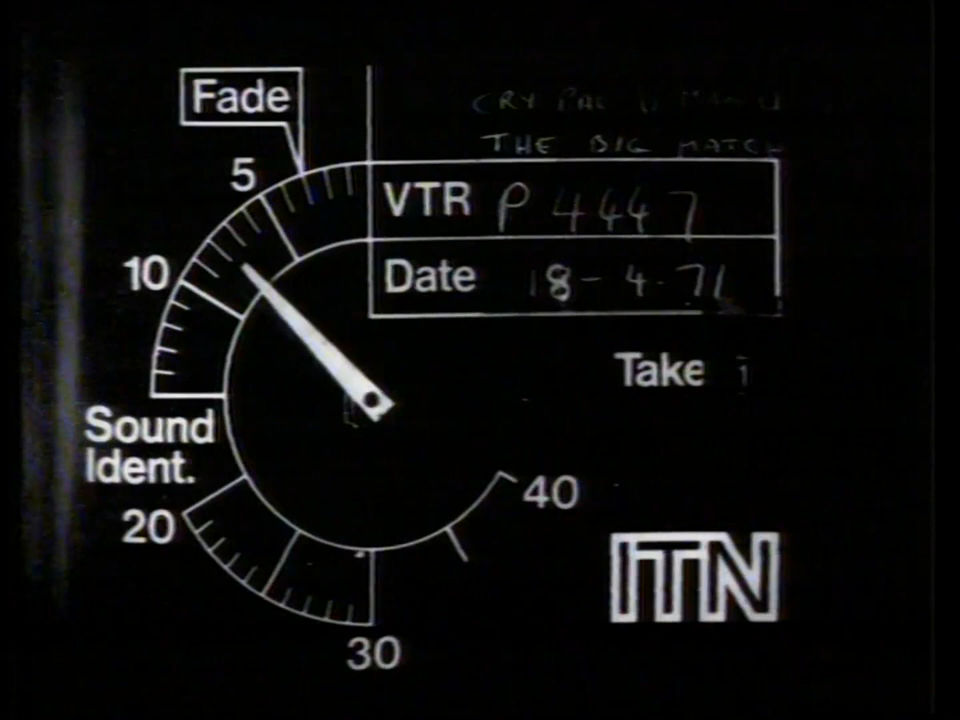 CRY PAL V MAN U
THE BIG MATCH
Fade
5
VTR P 4447
10
Date 18-4-71
Take 1
Sound
Ident.
20
40
ITN
30